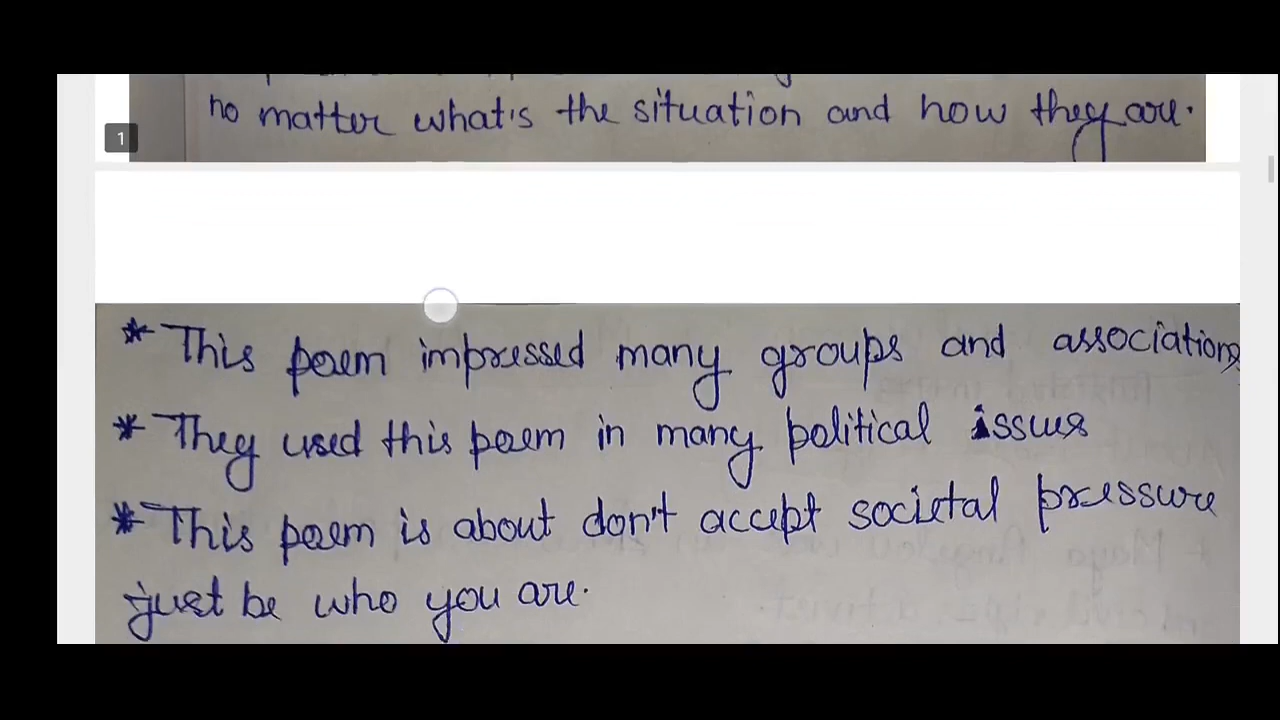 no matter what's the situation and how they are.
1
* This poem impressed many groups and associations
* They used this poem in many political issues
* This poem is about don't accept societal pressure
just be who you are.